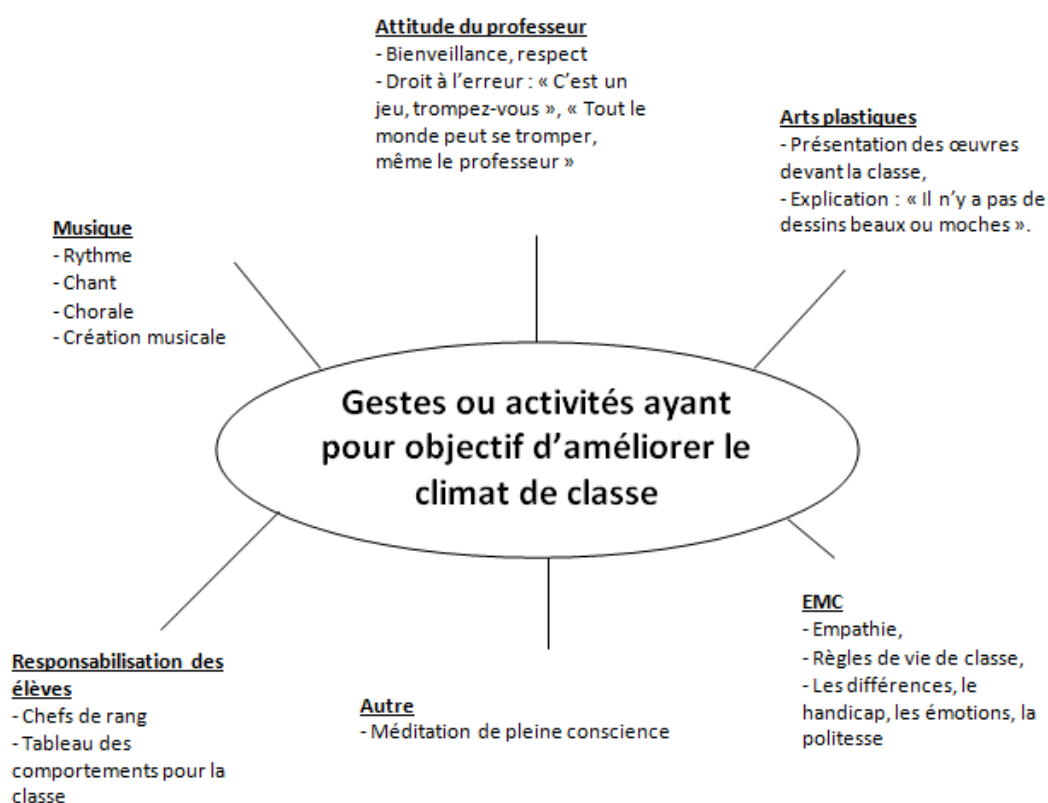 Attitude du professeur
- Bienveillance, respect
- Droit à l’erreur : « C’est un
jeu, trompez-vous », « Tout le
monde peut se tromper,
même le professeur »
Arts plastiques
- Présentation des œuvres
devant la classe,
- Explication : « Il n’y a pas de
dessins beaux ou moches ».
Musique
- Rythme
- Chant
- Chorale
- Création musicale
Gestes ou activités ayant
pour objectif d’améliorer le
climat de classe
Responsabilisation des
élèves
- Chefs de rang
- Tableau des
comportements pour la
classe
Autre
- Méditation de pleine conscience
EMC
- Empathie,
- Règles de vie de classe,
- Les différences, le
handicap, les émotions, la
politesse